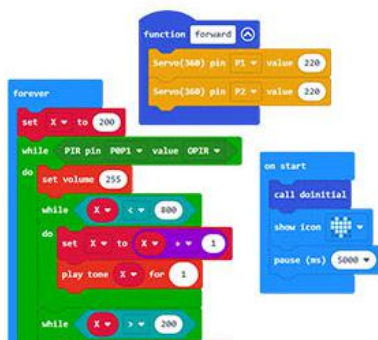 function forward
Servo(360) pin P1 value 220
Servo(360) pin P2 value 220
forever
set X to 200
while PIR pin P0P1 value OPIR
do set volume 255
while X < 800
do set X to X + 1
play tone X for 1
while X > 200
on start
call doinitial
show icon
pause (ms) 5000